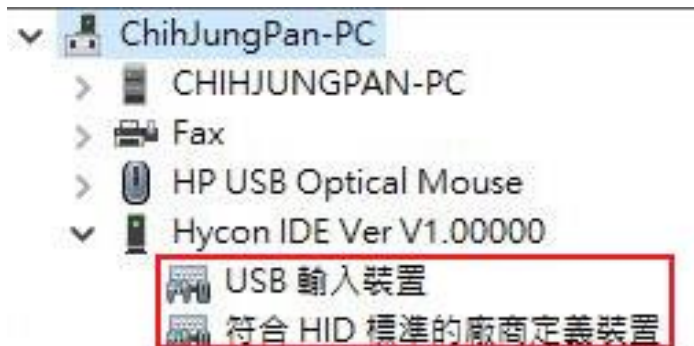 ChihJungPan-PC
CHIHJUNGPAN-PC
Fax
HP USB Optical Mouse
Hycon IDE Ver V1.00000
USB 輸入裝置
符合 HID 標準的廠商定義裝置